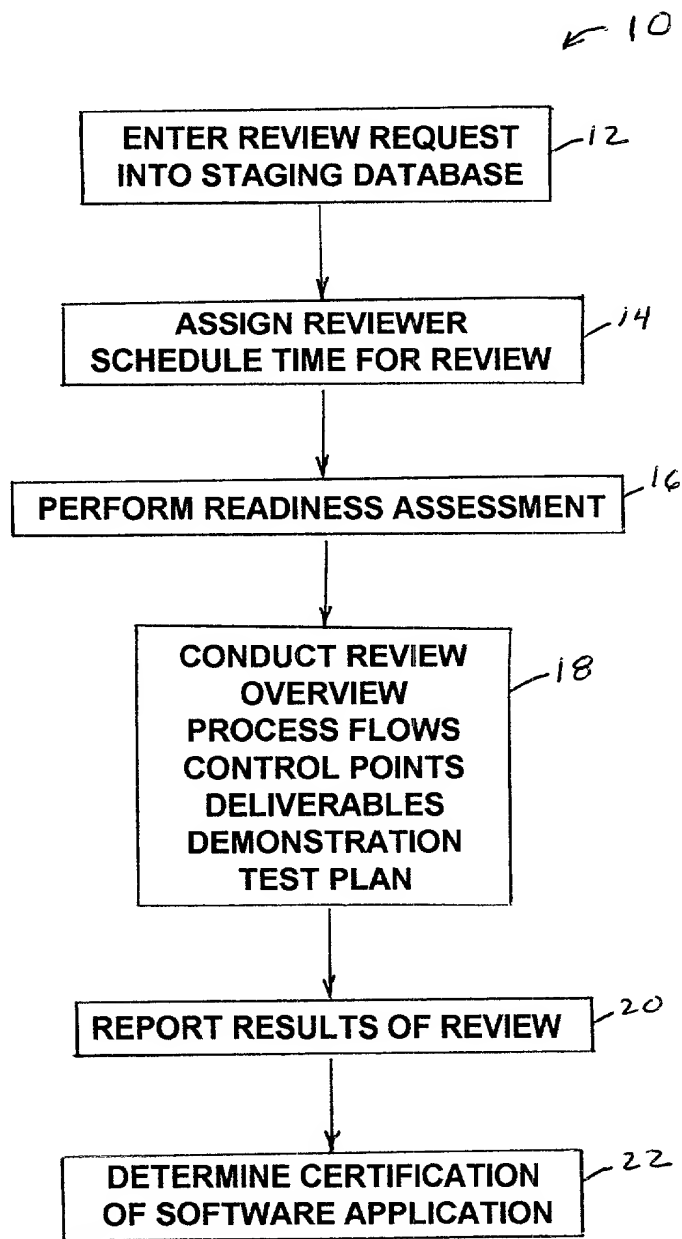 10
ENTER REVIEW REQUEST
INTO STAGING DATABASE
12
ASSIGN REVIEWER
SCHEDULE TIME FOR REVIEW
14
PERFORM READINESS ASSESSMENT
16
CONDUCT REVIEW
OVERVIEW
PROCESS FLOWS
CONTROL POINTS
DELIVERABLES
DEMONSTRATION
TEST PLAN
18
REPORT RESULTS OF REVIEW
20
DETERMINE CERTIFICATION
OF SOFTWARE APPLICATION
22